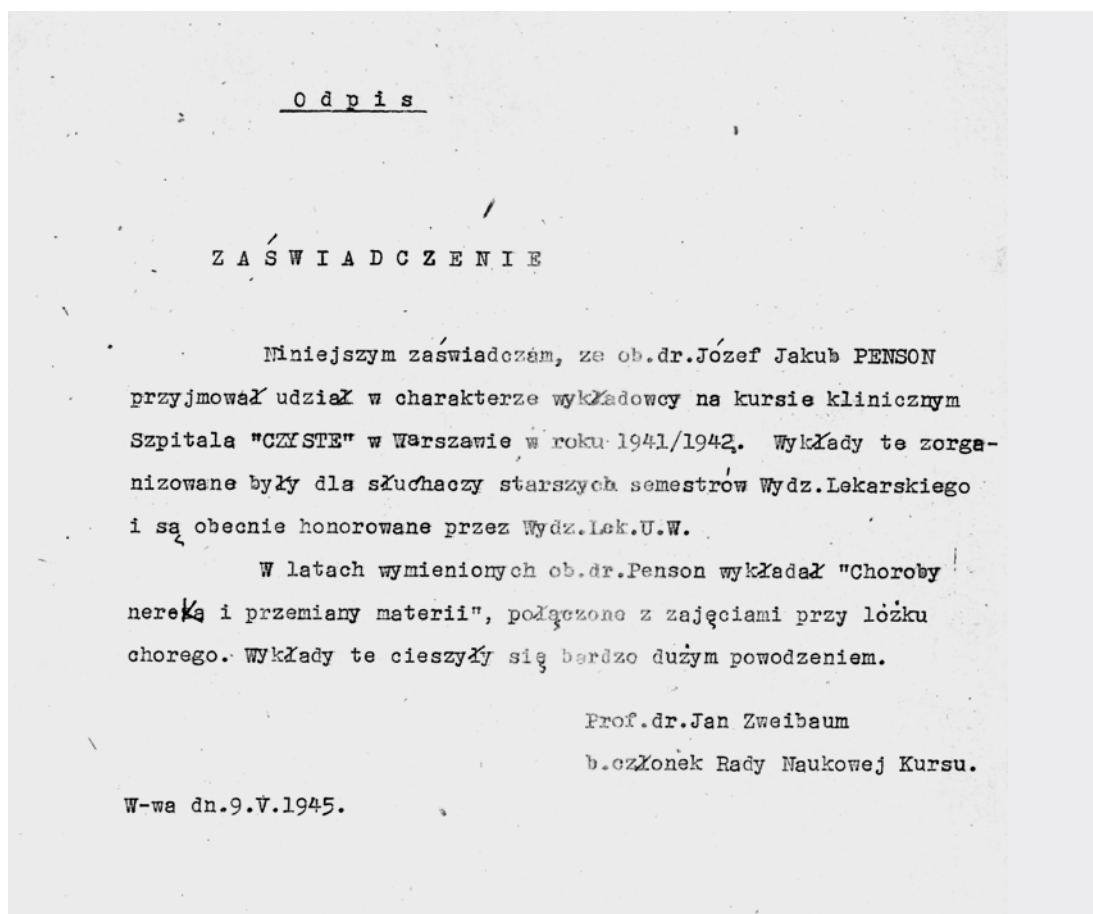 O d p i s
Z A Ś W I A D C Z E N I E
Niniejszym zaświadczam, ze ob.dr.Józef Jakub PENSON
przyjmował udział w charakterze wykładowcy na kursie klinicznym
Szpitala "CZYSTE" w Warszawie w roku 1941/1942. Wykłady te zorga-
nizowane były dla słuchaczy starszych semestrów Wydz.Lekarskiego
i są obecnie honorowane przez Wydz.Lek.U.W.
W latach wymienionych ob.dr.Penson wykładał "Choroby
i przemiany materii", połączone z zajęciami przy lóżku
chorego. Wykłady te cieszyły się bardzo dużym powodzeniem.
Prof.dr.Jan Zweibaum
b.członek Rady Naukowej Kursu.
W-wa dn.9.V.1945.